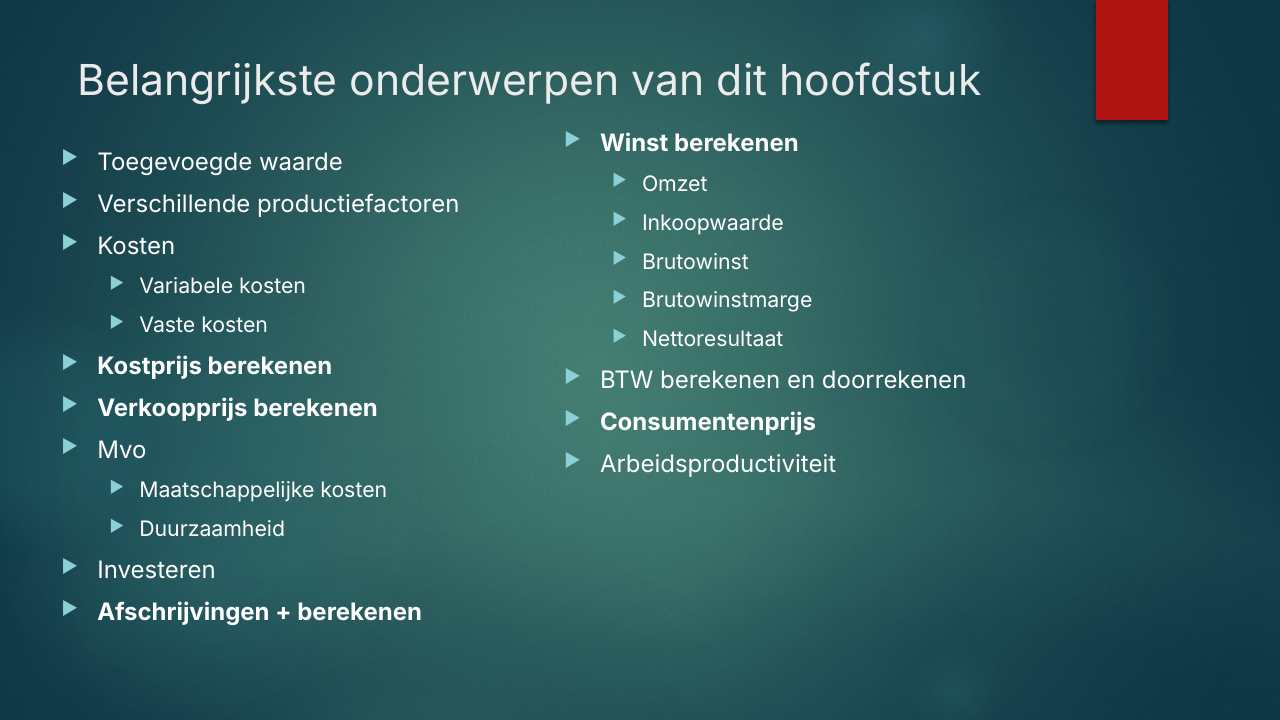 Belangrijkste onderwerpen van dit hoofdstuk
Toegevoegde waarde
Verschillende productiefactoren
Kosten
Variabele kosten
Vaste kosten
Kostprijs berekenen
Verkoopprijs berekenen
Mvo
Maatschappelijke kosten
Duurzaamheid
Investeren
Afschrijvingen + berekenen
Winst berekenen
Omzet
Inkoopwaarde
Brutowinst
Brutowinstmarge
Nettoresultaat
BTW berekenen en doorrekenen
Consumentenprijs
Arbeidsproductiviteit